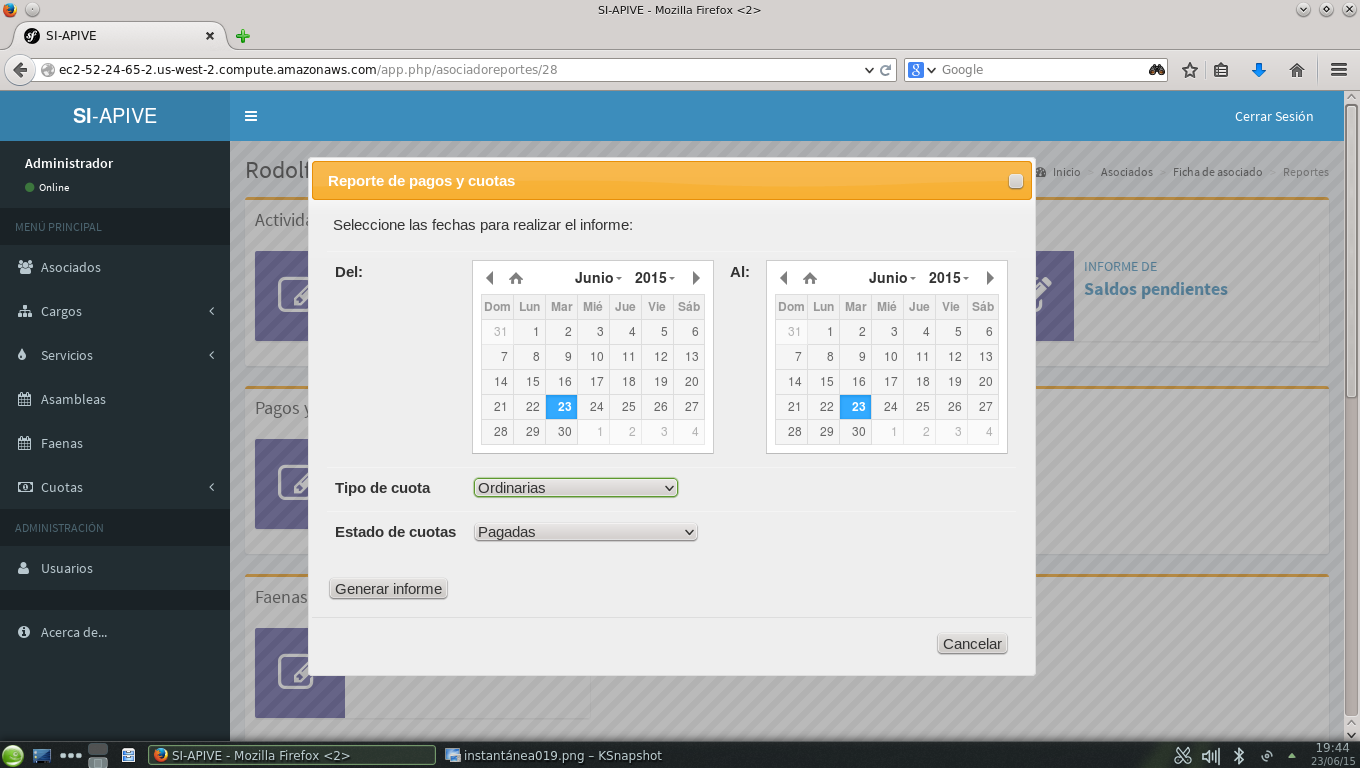 SI-APIVE - Mozilla Firefox <2>
SI-APIVE
ec2-52-24-65-2.us-west-2.compute.amazonaws.com/app.php/asociadoreportes/28
Google
SI-APIVE
Cerrar Sesión
Administrador
Online
MENÚ PRINCIPAL
Asociados
Cargos
Servicios
Asambleas
Faenas
Cuotas
ADMINISTRACIÓN
Usuarios
Acerca de...
Inicio
Asociados
Ficha de asociado
Reportes
INFORME DE
Saldos pendientes
Faenas
Reporte de pagos y cuotas
Seleccione las fechas para realizar el informe:
Del:
Junio 2015
Dom Lun Mar Mié Jue Vie Sáb
31 1 2 3 4 5 6
7 8 9 10 11 12 13
14 15 16 17 18 19 20
21 22 23 24 25 26 27
28 29 30 1 2 3 4
Al:
Junio 2015
Dom Lun Mar Mié Jue Vie Sáb
31 1 2 3 4 5 6
7 8 9 10 11 12 13
14 15 16 17 18 19 20
21 22 23 24 25 26 27
28 29 30 1 2 3 4
Tipo de cuota Ordinarias
Estado de cuotas Pagadas
Generar informe
Cancelar
SI-APIVE - Mozilla Firefox <2>
instantánea019.png – KSnapshot
19:44
23/06/15